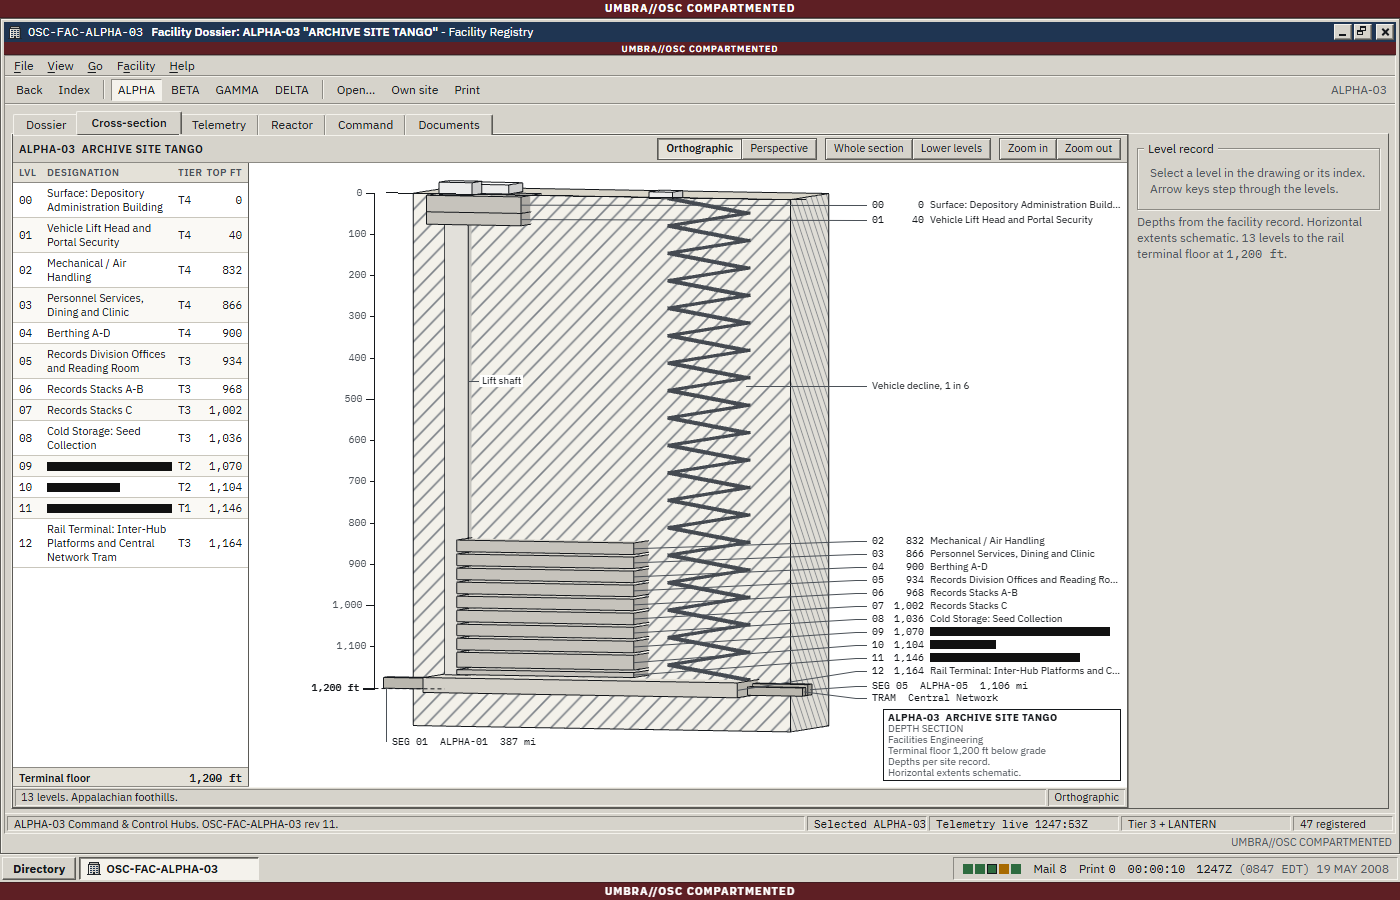 UMBRA//OSC COMPARTMENTED
OSC-FAC-ALPHA-03 Facility Dossier: ALPHA-03 "ARCHIVE SITE TANGO" - Facility Registry
UMBRA//OSC COMPARTMENTED
File View Go Facility Help
Back Index ALPHA BETA GAMMA DELTA Open... Own site Print ALPHA-03
Dossier Cross-section Telemetry Reactor Command Documents
ALPHA-03 ARCHIVE SITE TANGO
Orthographic Perspective Whole section Lower levels Zoom in Zoom out
LVL DESIGNATION TIER TOP FT
00 Surface: Depository Administration Building T4 0
01 Vehicle Lift Head and Portal Security T4 40
02 Mechanical / Air Handling T4 832
03 Personnel Services, Dining and Clinic T4 866
04 Berthing A-D T4 900
05 Records Division Offices and Reading Room T3 934
06 Records Stacks A-B T3 968
07 Records Stacks C T3 1,002
08 Cold Storage: Seed Collection T3 1,036
09 T2 1,070
10 T2 1,104
11 T1 1,146
12 Rail Terminal: Inter-Hub Platforms and Central Network Tram T3 1,164
Terminal floor 1,200 ft
0
100
200
300
400
500
600
700
800
900
1,000
1,100
1,200 ft
Lift shaft
SEG 01 ALPHA-01 387 mi
00 0 Surface: Depository Administration Build...
01 40 Vehicle Lift Head and Portal Security
Vehicle decline, 1 in 6
02 832 Mechanical / Air Handling
03 866 Personnel Services, Dining and Clinic
04 900 Berthing A-D
05 934 Records Division Offices and Reading Ro...
06 968 Records Stacks A-B
07 1,002 Records Stacks C
08 1,036 Cold Storage: Seed Collection
09 1,070
10 1,104
11 1,146
12 1,164 Rail Terminal: Inter-Hub Platforms and C...
SEG 05 ALPHA-05 1,106 mi
TRAM Central Network
ALPHA-03 ARCHIVE SITE TANGO
DEPTH SECTION
Facilities Engineering
Terminal floor 1,200 ft below grade
Depths per site record.
Horizontal extents schematic.
Level record
Select a level in the drawing or its index.
Arrow keys step through the levels.
Depths from the facility record. Horizontal
extents schematic. 13 levels to the rail
terminal floor at 1,200 ft.
13 levels. Appalachian foothills. Orthographic
ALPHA-03 Command & Control Hubs. OSC-FAC-ALPHA-03 rev 11. Selected ALPHA-03 Telemetry live 1247:53Z Tier 3 + LANTERN 47 registered
UMBRA//OSC COMPARTMENTED
Directory OSC-FAC-ALPHA-03 Mail 8 Print 0 00:00:10 1247Z (0847 EDT) 19 MAY 2008
UMBRA//OSC COMPARTMENTED